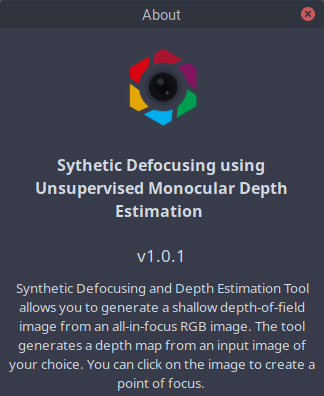 About
Sythetic Defocusing using
Unsupervised Monocular Depth
Estimation
v1.0.1
Synthetic Defocusing and Depth Estimation Tool
allows you to generate a shallow depth-of-field
image from an all-in-focus RGB image. The tool
generates a depth map from an input image of
your choice. You can click on the image to create a
point of focus.